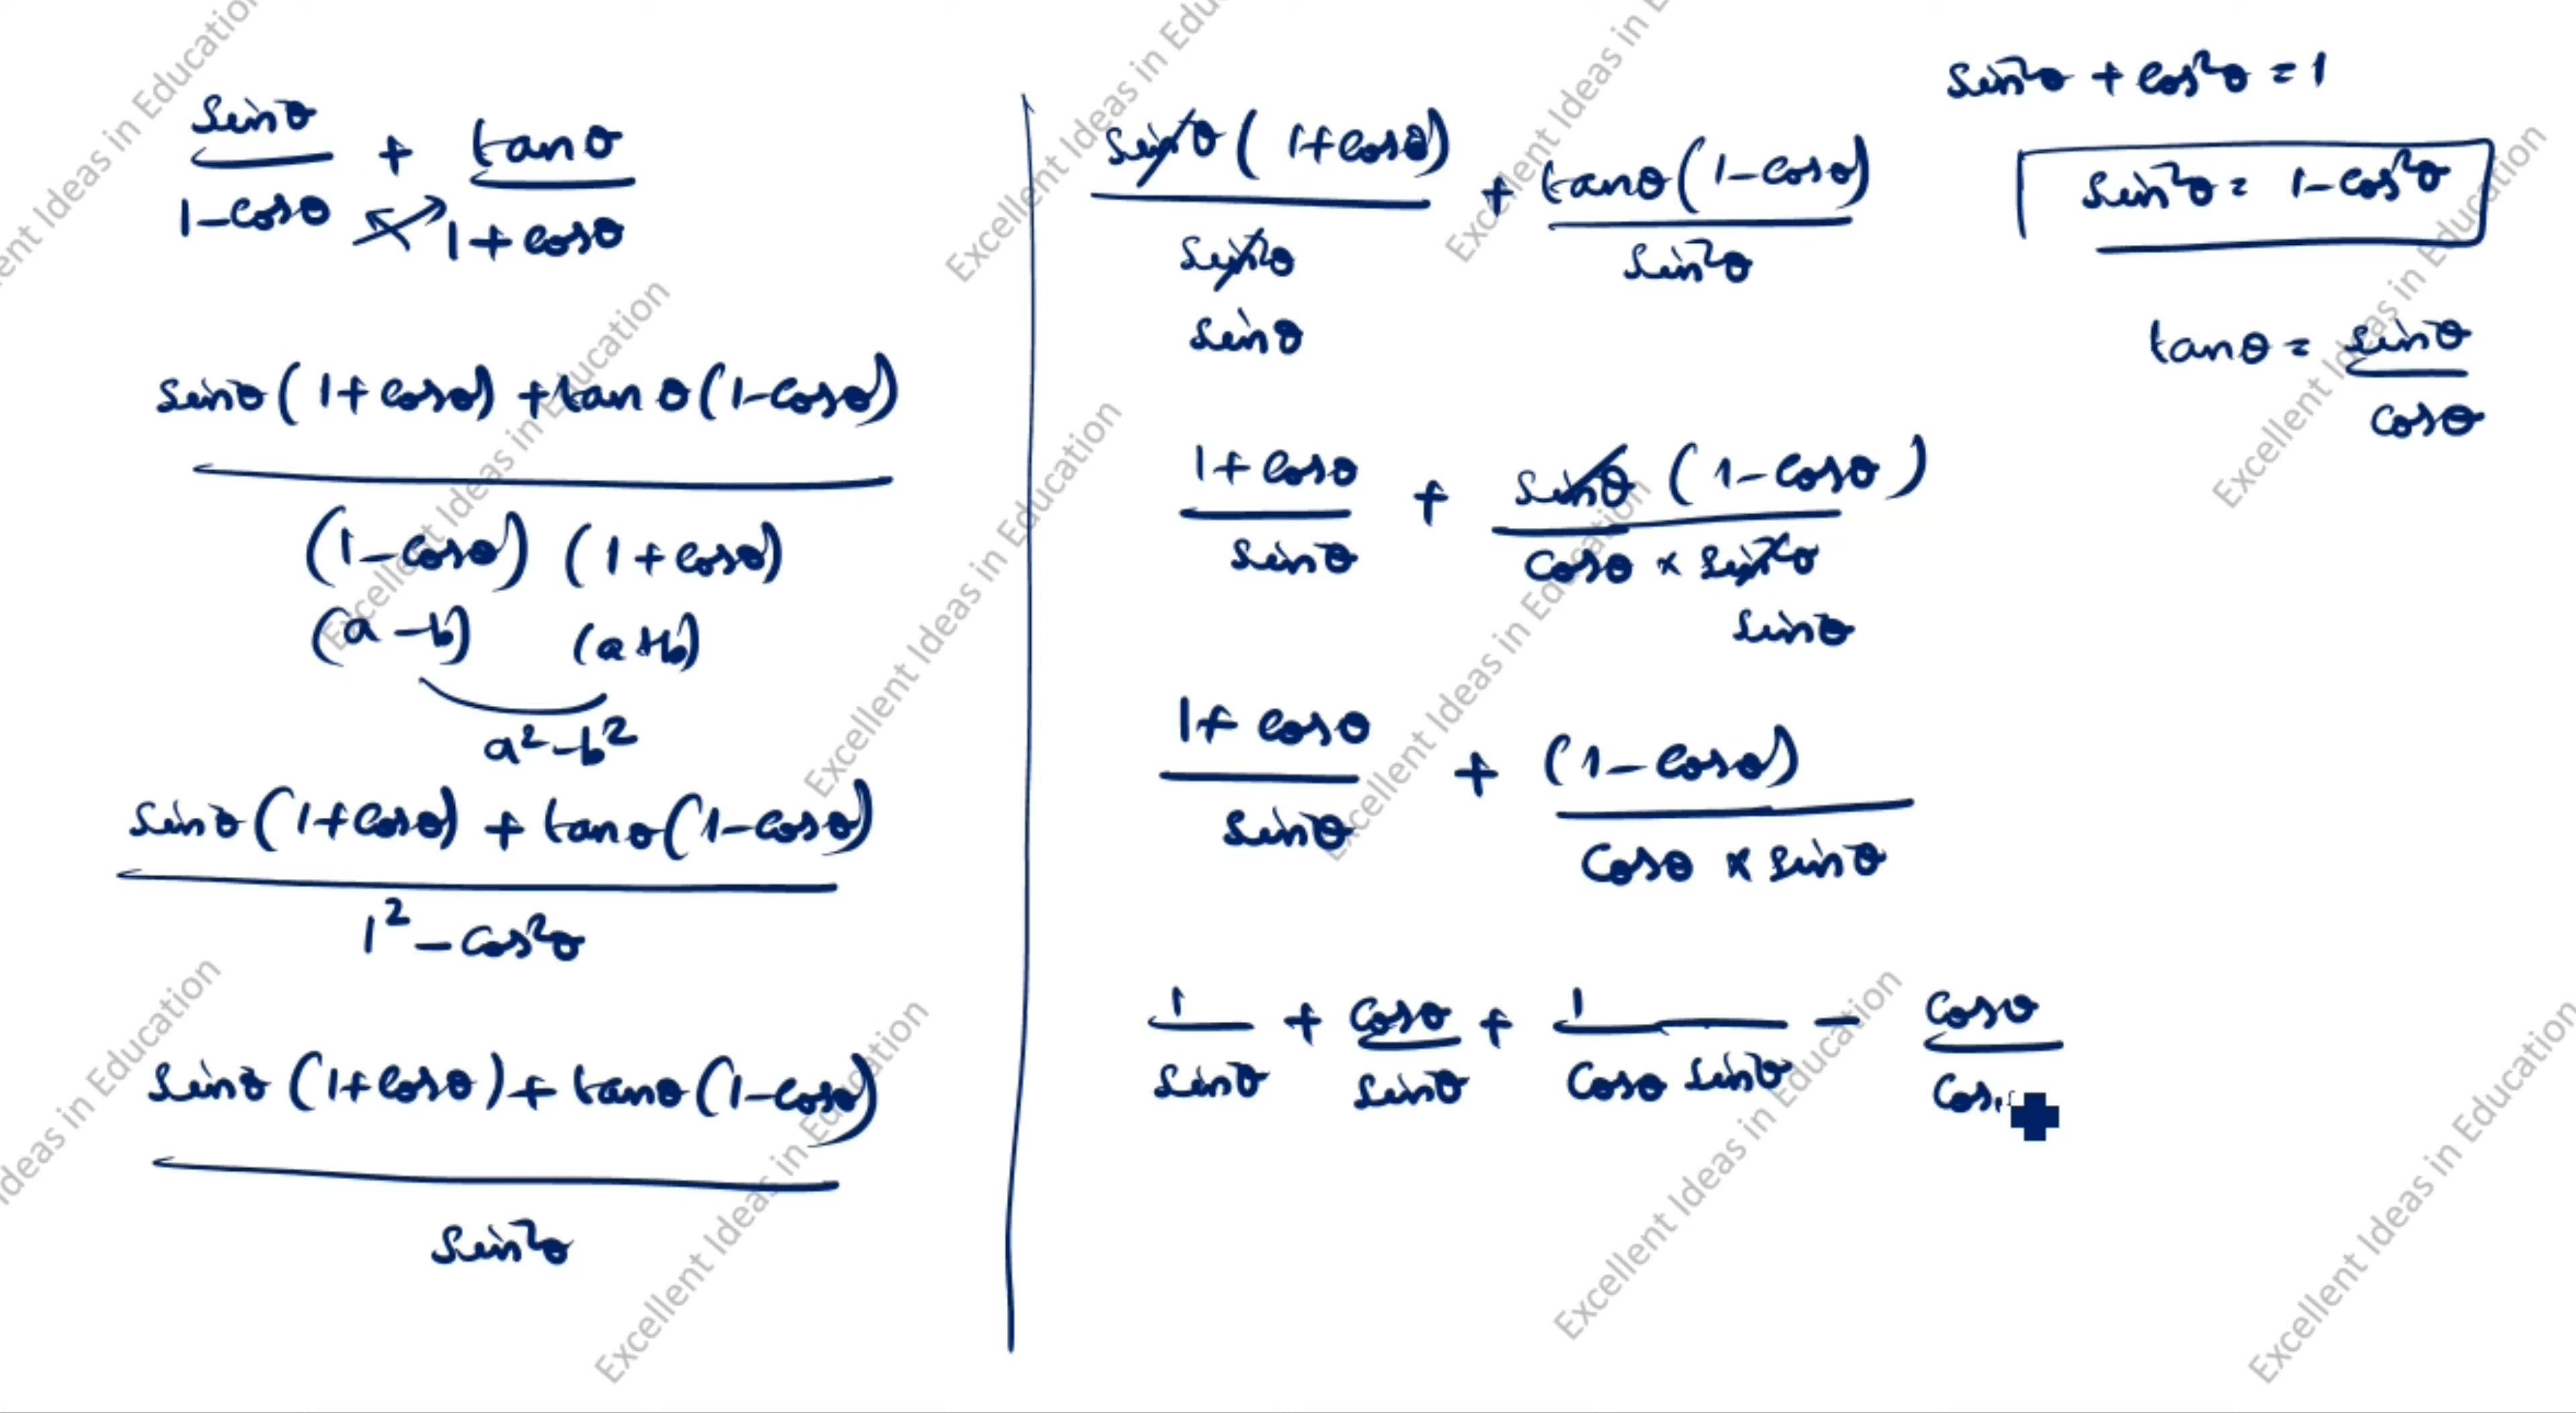 sinθ/(1-cosθ) + tanθ/(1+cosθ)
sinθ(1+cosθ) + tanθ(1-cosθ)
(1-cosθ) (1+cosθ)
(a-b) (a+b)
a²-b²
sinθ(1+cosθ) + tanθ(1-cosθ)
1² - cos²θ
sinθ(1+cosθ) + tanθ(1-cosθ)
sin²θ
sinθ(1+cosθ)/sin²θ + tanθ(1-cosθ)/sin²θ
sinθ
(1+cosθ)/sinθ + sinθ(1-cosθ)/(cosθ × sin²θ)
sinθ
(1+cosθ)/sinθ + (1-cosθ)/(cosθ × sinθ)
1/sinθ + cosθ/sinθ + 1/(cosθ sinθ) - cosθ/cos
sin²θ + cos²θ = 1
sin²θ = 1-cos²θ
tanθ = sinθ/cosθ
Excellent Ideas in Education